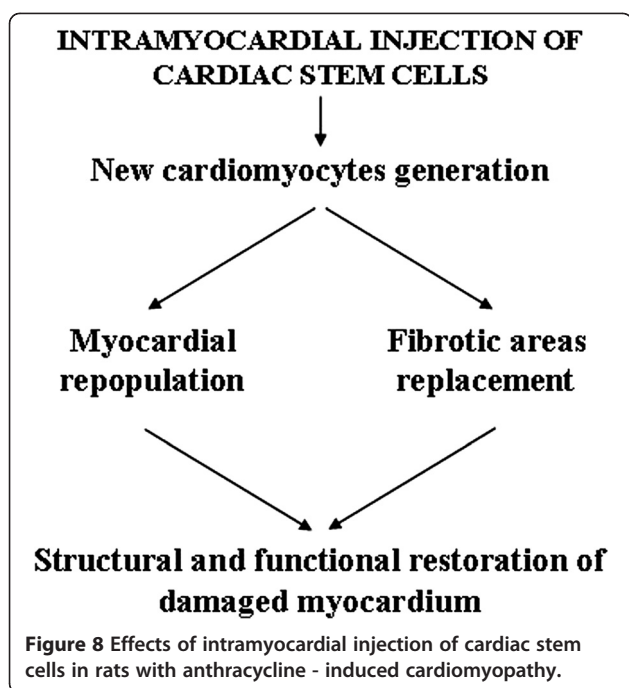 INTRAMYOCARDIAL INJECTION OF
CARDIAC STEM CELLS
New cardiomyocytes generation
Myocardial
repopulation
Fibrotic areas
replacement
Structural and functional restoration of
damaged myocardium
Figure 8 Effects of intramyocardial injection of cardiac stem
cells in rats with anthracycline - induced cardiomyopathy.